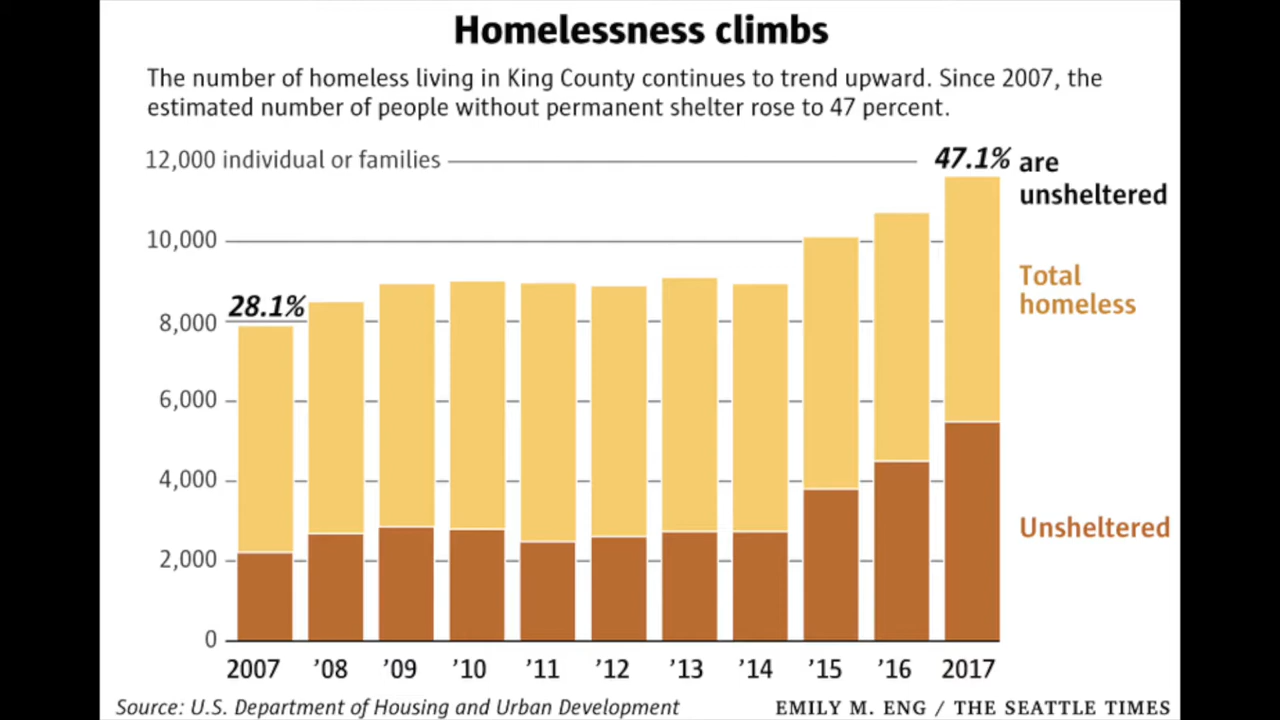 Homelessness climbs
The number of homeless living in King County continues to trend upward. Since 2007, the
estimated number of people without permanent shelter rose to 47 percent.
12,000 individual or families
47.1% are
unsheltered
10,000
Total
homeless
28.1%
8,000
6,000
4,000
Unsheltered
2,000
0
2007 ’08 ’09 ’10 ’11 ’12 ’13 ’14 ’15 ’16 2017
Source: U.S. Department of Housing and Urban Development
EMILY M. ENG / THE SEATTLE TIMES